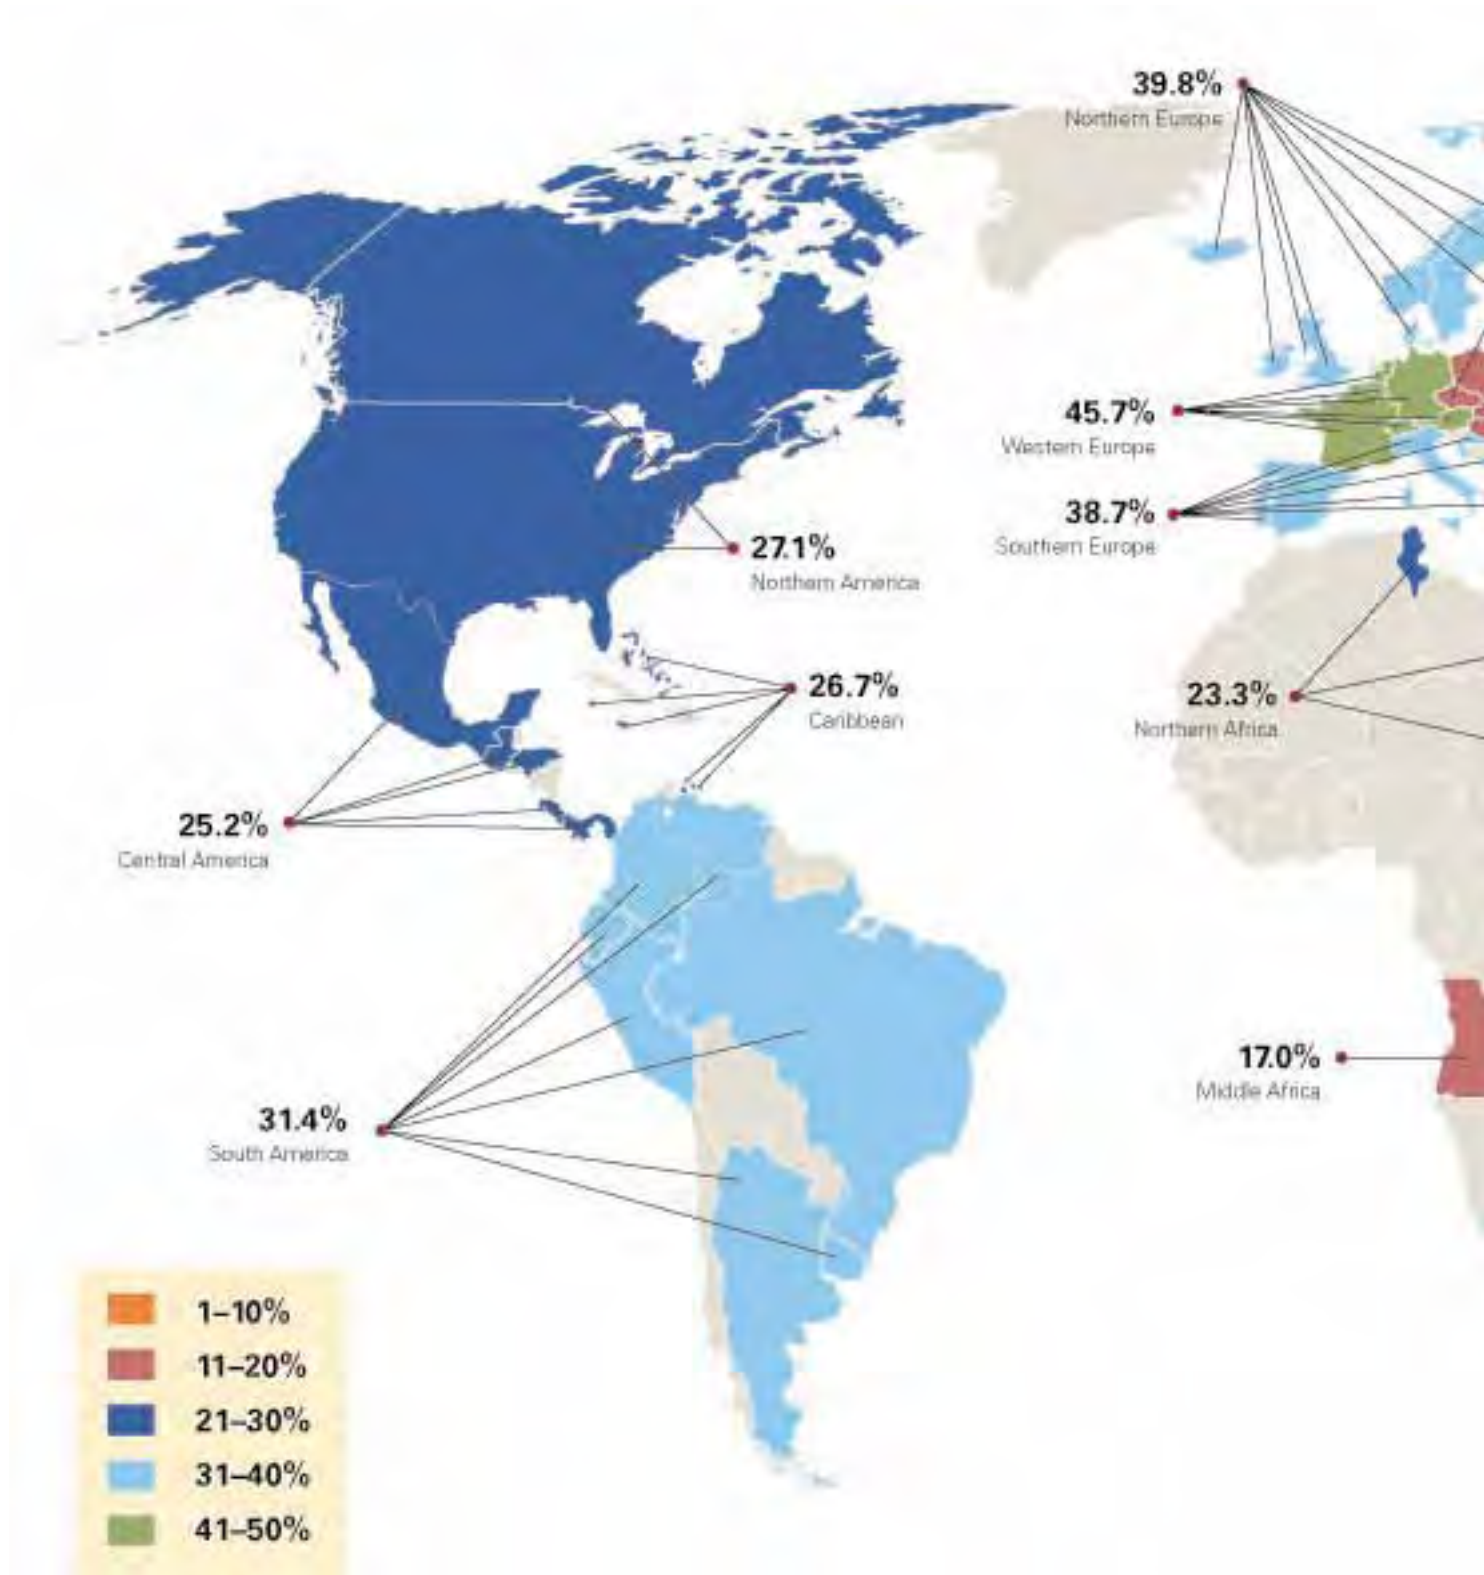 39.8%
Northern Europe
45.7%
Western Europe
38.7%
Southern Europe
27.1%
Northern America
26.7%
Caribbean
23.3%
Northern Africa
25.2%
Central America
17.0%
Middle Africa
31.4%
South America
1–10%
11–20%
21–30%
31–40%
41–50%